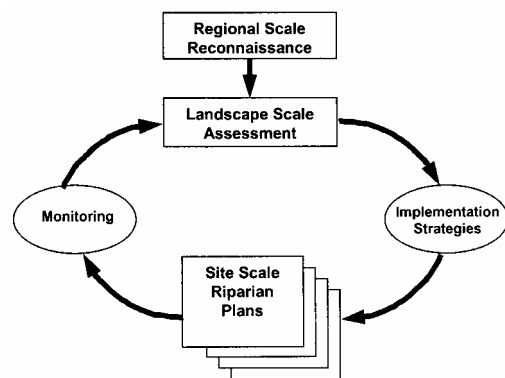 Regional Scale
Reconnaissance
Landscape Scale
Assessment
Monitoring
Implementation
Strategies
Site Scale
Riparian
Plans